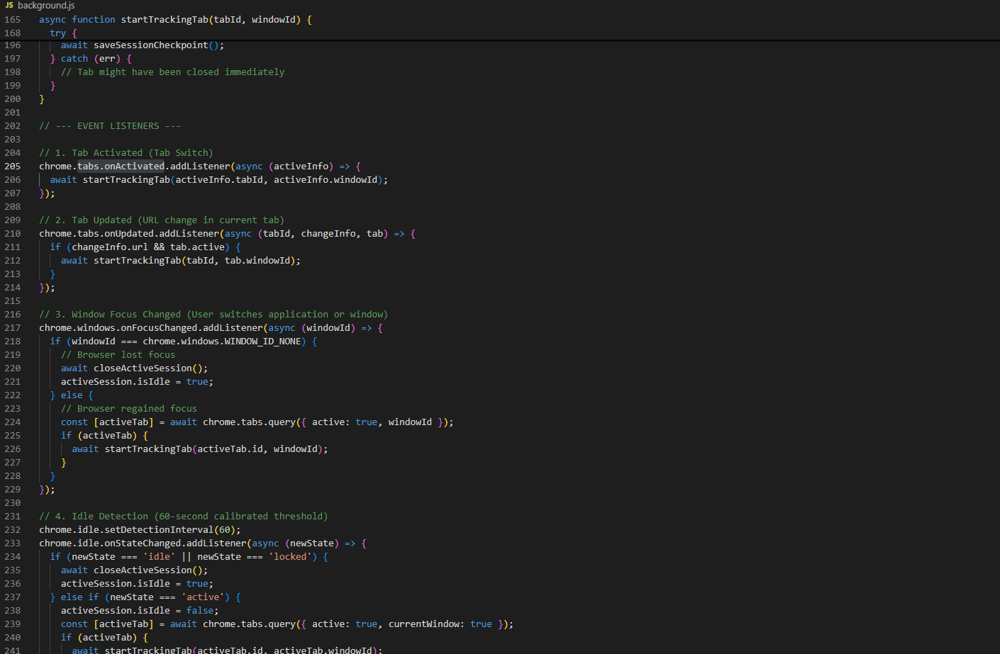 JS background.js
165 async function startTrackingTab(tabId, windowId) {
168 try {
196 await saveSessionCheckpoint();
197 } catch (err) {
198 // Tab might have been closed immediately
199 }
200 }
201
202 // --- EVENT LISTENERS ---
203
204 // 1. Tab Activated (Tab Switch)
205 chrome.tabs.onActivated.addListener(async (activeInfo) => {
206 await startTrackingTab(activeInfo.tabId, activeInfo.windowId);
207 });
208
209 // 2. Tab Updated (URL change in current tab)
210 chrome.tabs.onUpdated.addListener(async (tabId, changeInfo, tab) => {
211 if (changeInfo.url && tab.active) {
212 await startTrackingTab(tabId, tab.windowId);
213 }
214 });
215
216 // 3. Window Focus Changed (User switches application or window)
217 chrome.windows.onFocusChanged.addListener(async (windowId) => {
218 if (windowId === chrome.windows.WINDOW_ID_NONE) {
219 // Browser lost focus
220 await closeActiveSession();
221 activeSession.isIdle = true;
222 } else {
223 // Browser regained focus
224 const [activeTab] = await chrome.tabs.query({ active: true, windowId });
225 if (activeTab) {
226 await startTrackingTab(activeTab.id, windowId);
227 }
228 }
229 });
230
231 // 4. Idle Detection (60-second calibrated threshold)
232 chrome.idle.setDetectionInterval(60);
233 chrome.idle.onStateChanged.addListener(async (newState) => {
234 if (newState === 'idle' || newState === 'locked') {
235 await closeActiveSession();
236 activeSession.isIdle = true;
237 } else if (newState === 'active') {
238 activeSession.isIdle = false;
239 const [activeTab] = await chrome.tabs.query({ active: true, currentWindow: true });
240 if (activeTab) {
241 await startTrackingTab(activeTab.id, activeTab.windowId);